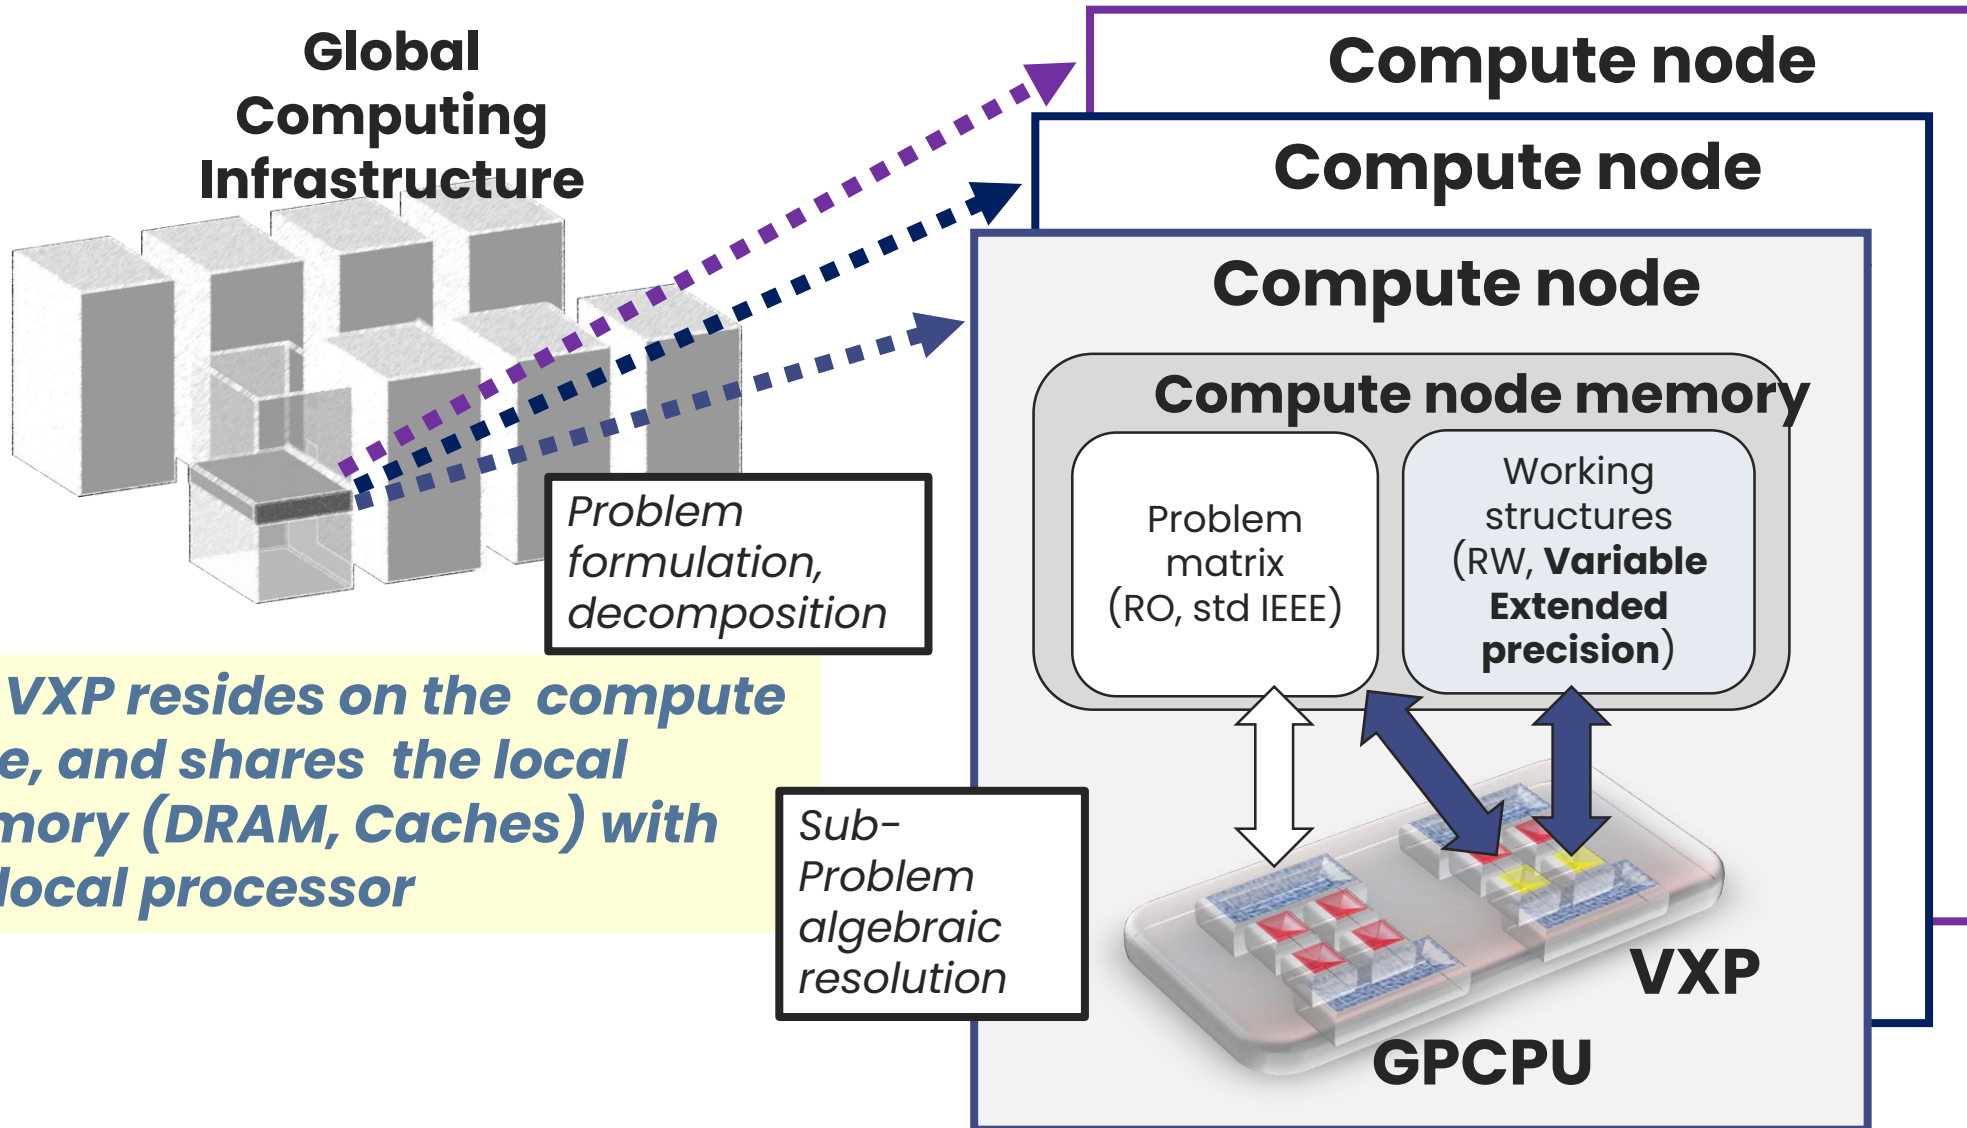 Global
Computing
Infrastructure
Compute node
Compute node
Compute node
Compute node memory
Problem
matrix
(RO, std IEEE)
Working
structures
(RW, Variable
Extended
precision)
Problem
formulation,
decomposition
VXP resides on the compute
e, and shares the local
mory (DRAM, Caches) with
local processor
Sub-
Problem
algebraic
resolution
VXP
GPCPU